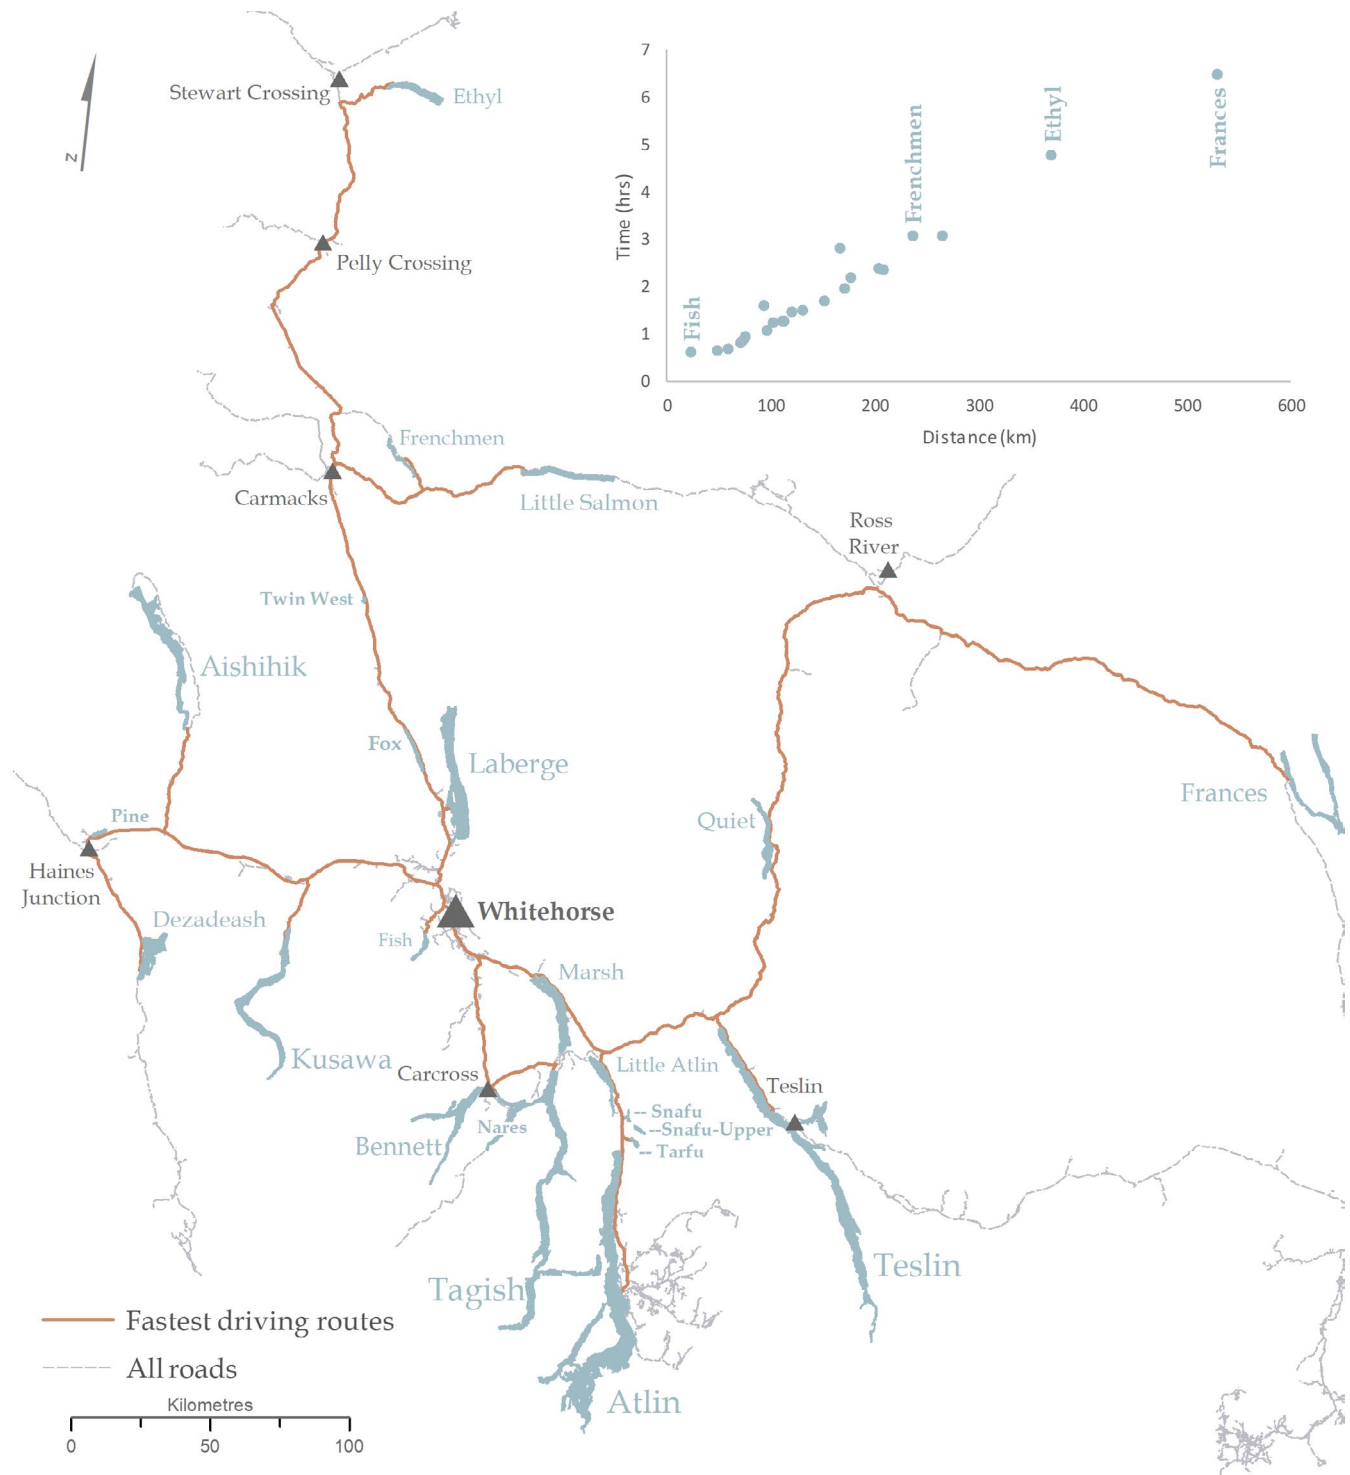 Stewart Crossing
Ethyl
N
Pelly Crossing
Time (hrs)
7
6
5
4
3
2
1
0
Fish
Frenchmen
Ethyl
Frances
0 100 200 300 400 500 600
Distance (km)
Frenchmen
Carmacks
Little Salmon
Ross
River
Twin West
Aishihik
Fox
Laberge
Frances
Pine
Quiet
Haines
Junction
Dezadeash
Whitehorse
Fish
Marsh
Kusawa
Carcross
Little Atlin
Teslin
-- Snafu
--Snafu-Upper
-- Tarfu
Nares
Bennett
Tagish
Teslin
Atlin
Fastest driving routes
All roads
Kilometres
0 50 100